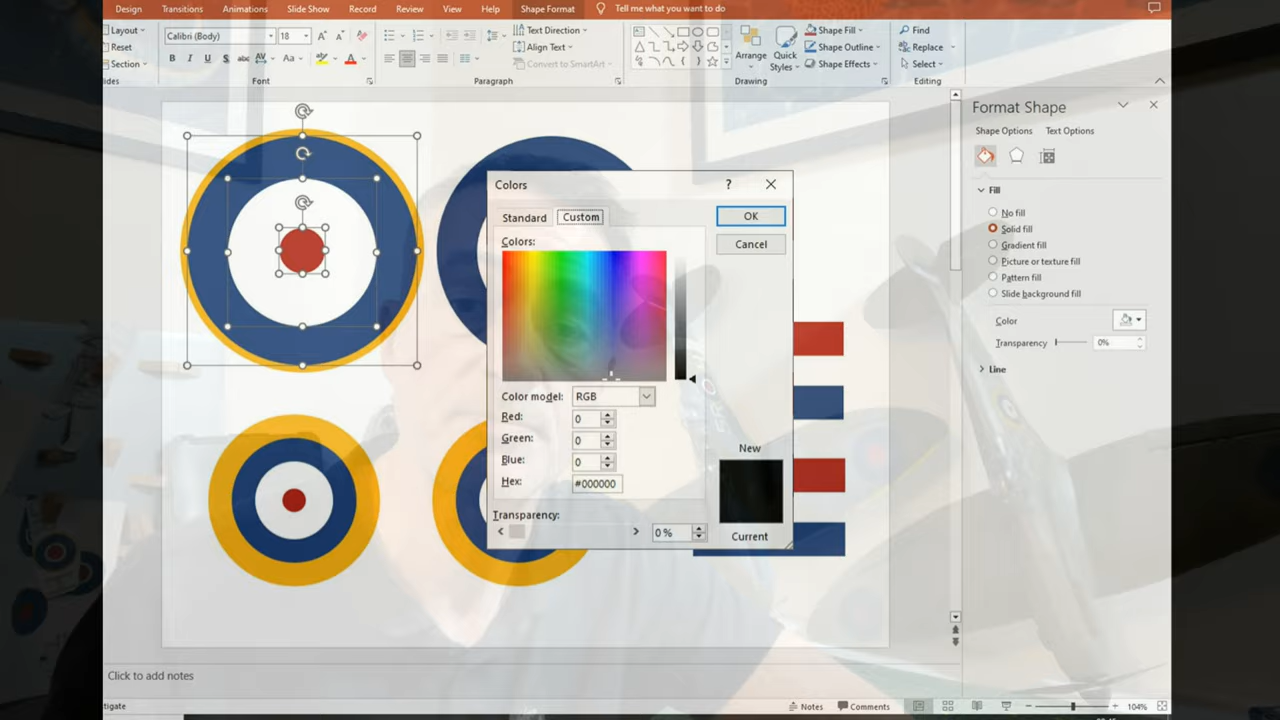 Design Transitions Animations Slide Show Record Review View Help Shape Format Tell me what you want to do
Layout
Reset
Section
Calibri (Body) 18
B I U S abc AV Aa A
Font
Text Direction
Align Text
Convert to SmartArt
Paragraph
Arrange
Quick
Styles
Shape Fill
Shape Outline
Shape Effects
Drawing
Find
Replace
Select
Editing
Format Shape
Shape Options Text Options
Fill
No fill
Solid fill
Gradient fill
Picture or texture fill
Pattern fill
Slide background fill
Color
Transparency 0%
Line
Colors
? 
Standard Custom
OK
Cancel
Colors:
Color model: RGB
Red: 0
Green: 0
Blue: 0
Hex: #000000
Transparency:
0 %
New
Current
Click to add notes
tigate
Notes Comments 104%